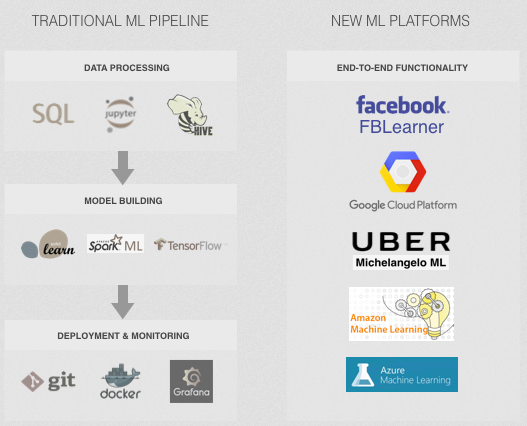 TRADITIONAL ML PIPELINE
DATA PROCESSING
SQL
jupyter
HIVE
MODEL BUILDING
learn
Spark ML
TensorFlow
DEPLOYMENT & MONITORING
git
docker
Grafana
NEW ML PLATFORMS
END-TO-END FUNCTIONALITY
facebook
FBLearner
Google Cloud Platform
UBER
Michelangelo ML
Amazon
Machine Learning
Azure
Machine Learning